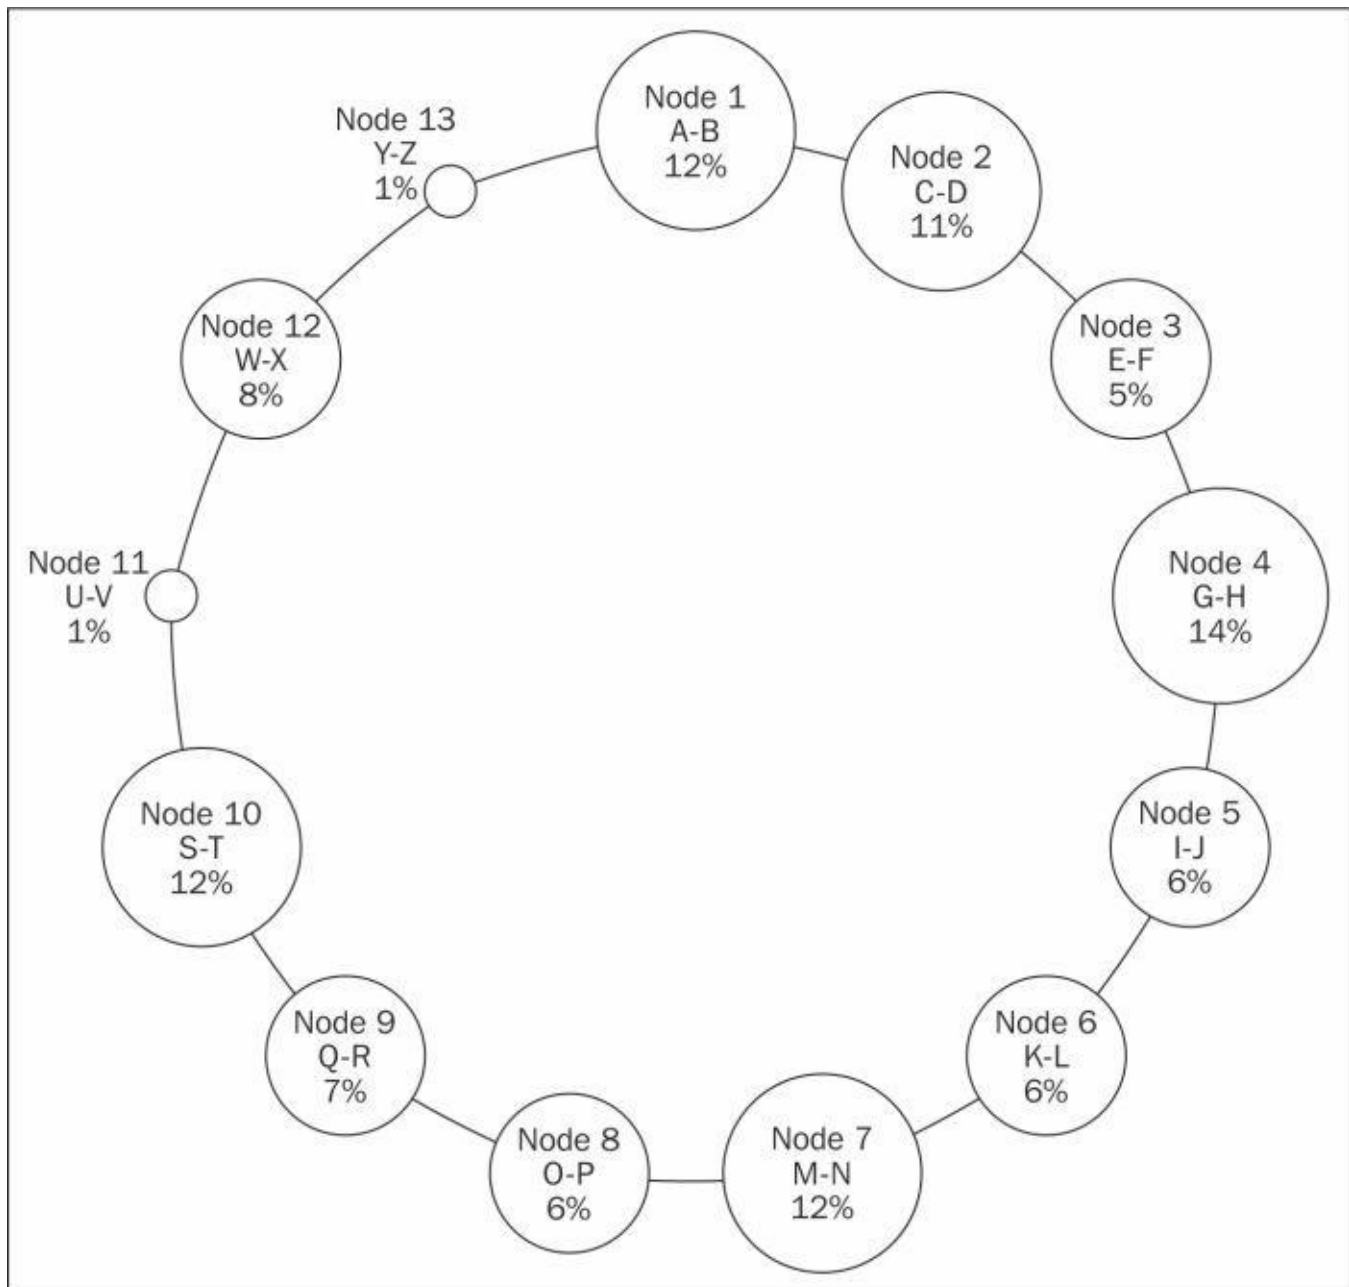 Node 1
A-B
12%
Node 2
C-D
11%
Node 3
E-F
5%
Node 4
G-H
14%
Node 5
I-J
6%
Node 6
K-L
6%
Node 7
M-N
12%
Node 8
O-P
6%
Node 9
Q-R
7%
Node 10
S-T
12%
Node 11
U-V
1%
Node 12
W-X
8%
Node 13
Y-Z
1%